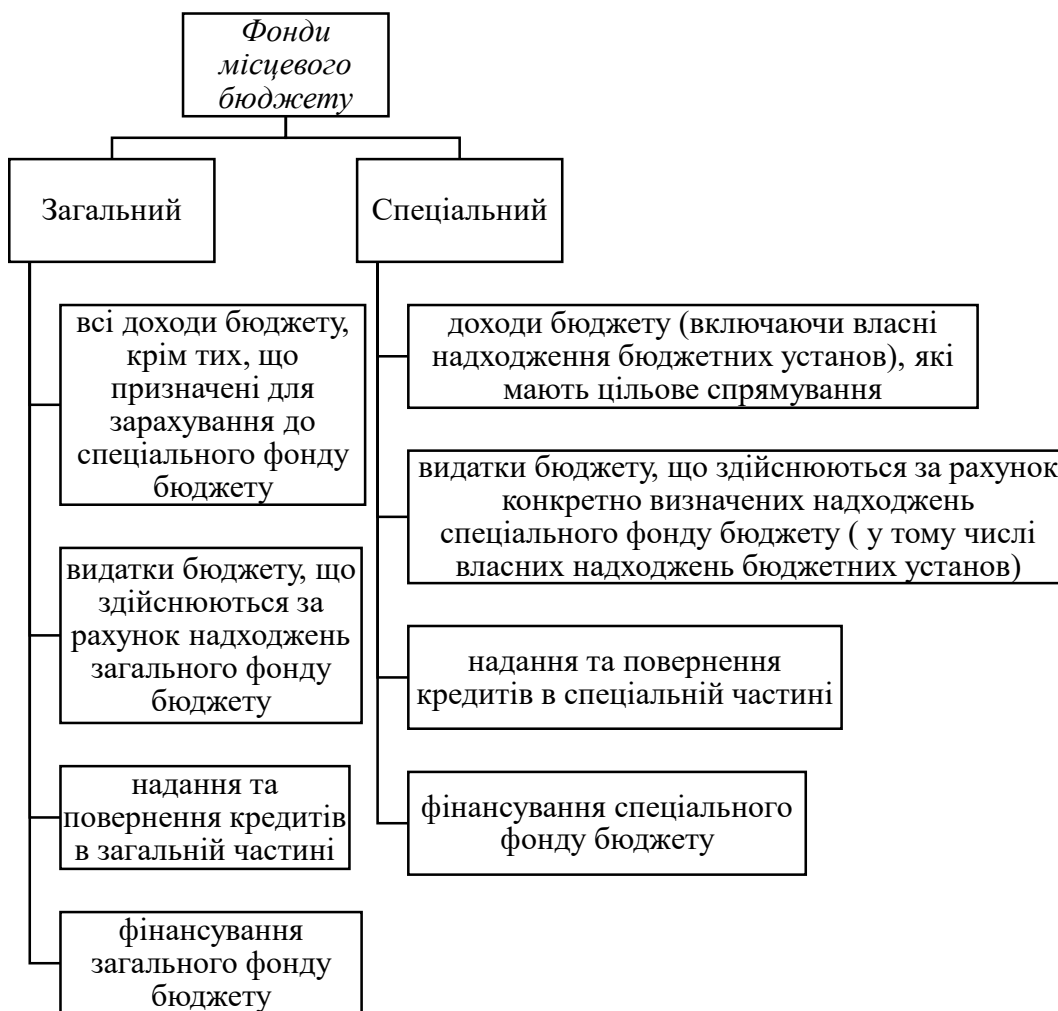 Фонди
місцевого
бюджету
Загальний
Спеціальний
всі доходи бюджету,
крім тих, що
призначені для
зарахування до
спеціального фонду
бюджету
видатки бюджету, що
здійснюються за
рахунок надходжень
загального фонду
бюджету
надання та
повернення кредитів
в загальній частині
фінансування
загального фонду
бюджету
доходи бюджету (включаючи власні
надходження бюджетних установ), які
мають цільове спрямування
видатки бюджету, що здійснюються за рахунок
конкретно визначених надходжень
спеціального фонду бюджету ( у тому числі
власних надходжень бюджетних установ)
надання та повернення
кредитів в спеціальній частині
фінансування спеціального
фонду бюджету